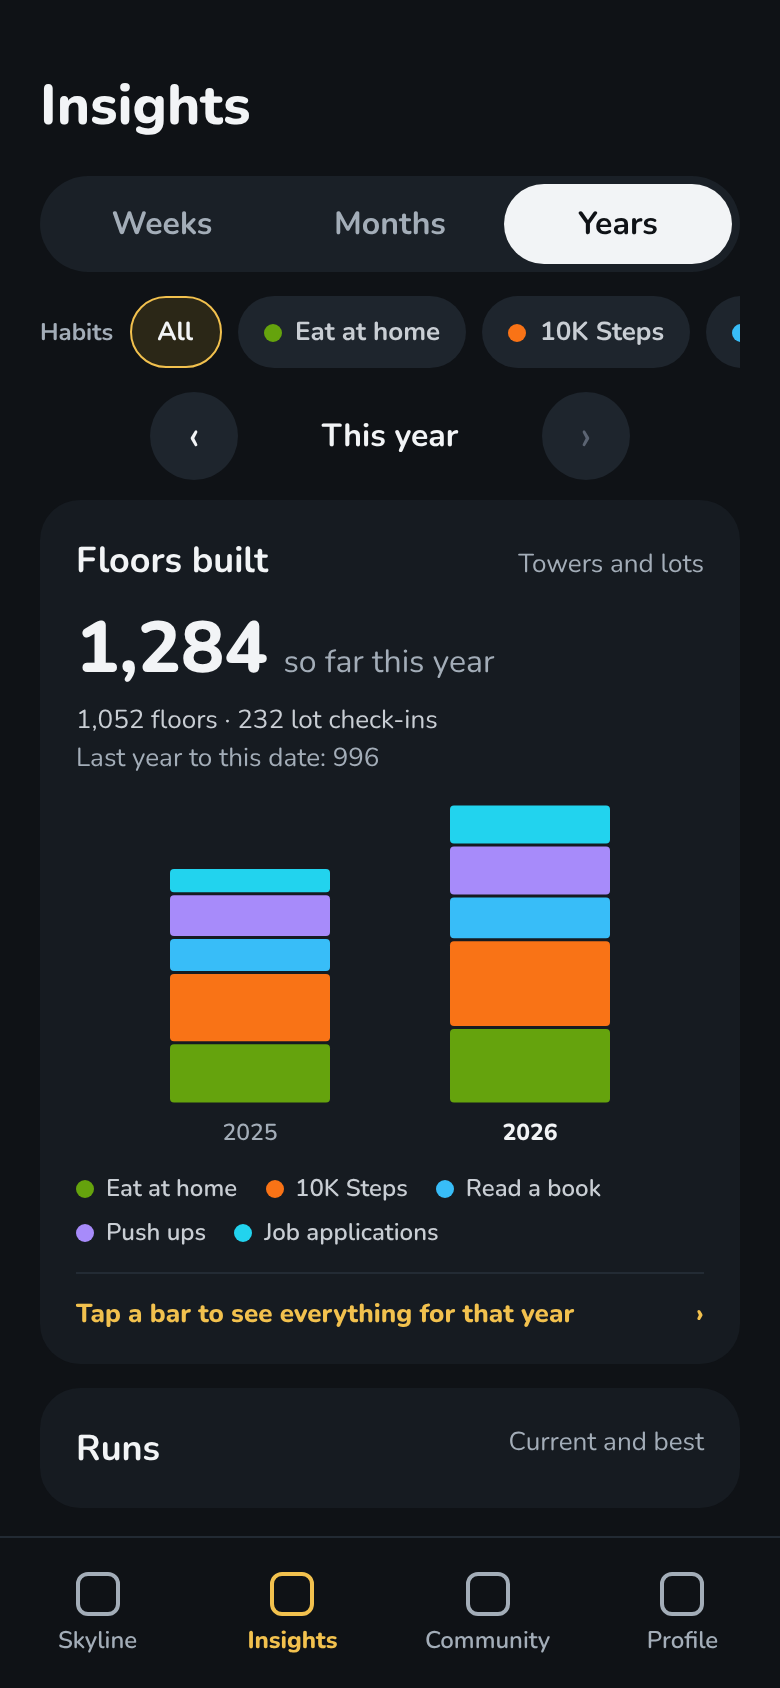 Insights
Weeks Months Years
Habits All Eat at home 10K Steps
‹ This year ›
Floors built Towers and lots
1,284 so far this year
1,052 floors · 232 lot check-ins
Last year to this date: 996
2025 2026
Eat at home 10K Steps Read a book
Push ups Job applications
Tap a bar to see everything for that year ›
Runs Current and best
Skyline Insights Community Profile